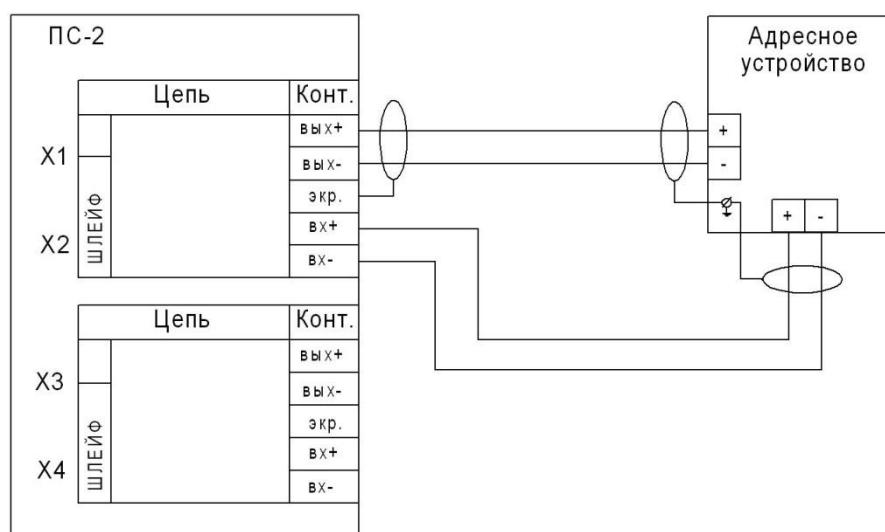 ПС-2
Адресное
устройство
Цепь Конт.
X1
X2
ШЛЕЙФ
вых+
вых-
экр.
вх+
вх-
+
-
+ -
Цепь Конт.
X3
X4
ШЛЕЙФ
вых+
вых-
экр.
вх+
вх-